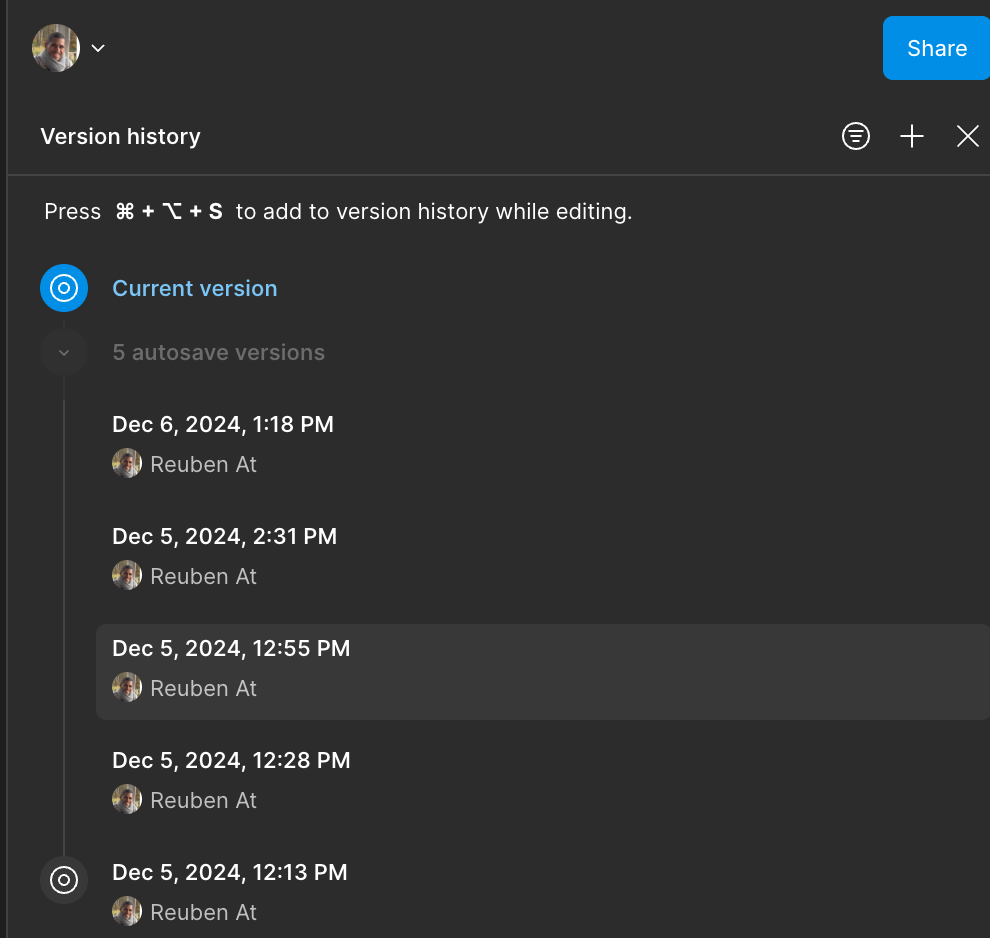 Share
Version history
Press ⌘ + ⌥ + S to add to version history while editing.
Current version
5 autosave versions
Dec 6, 2024, 1:18 PM
Reuben At
Dec 5, 2024, 2:31 PM
Reuben At
Dec 5, 2024, 12:55 PM
Reuben At
Dec 5, 2024, 12:28 PM
Reuben At
Dec 5, 2024, 12:13 PM
Reuben At